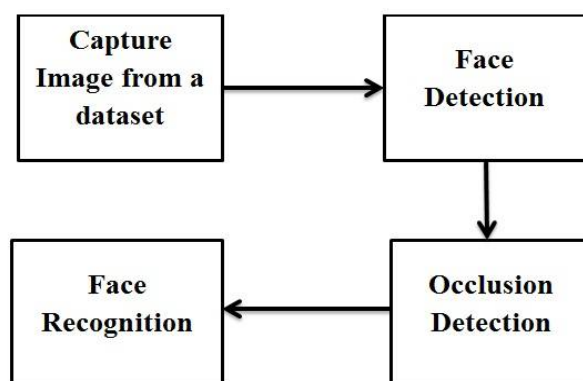 Capture
Image from a
dataset
Face
Detection
Occlusion
Detection
Face
Recognition